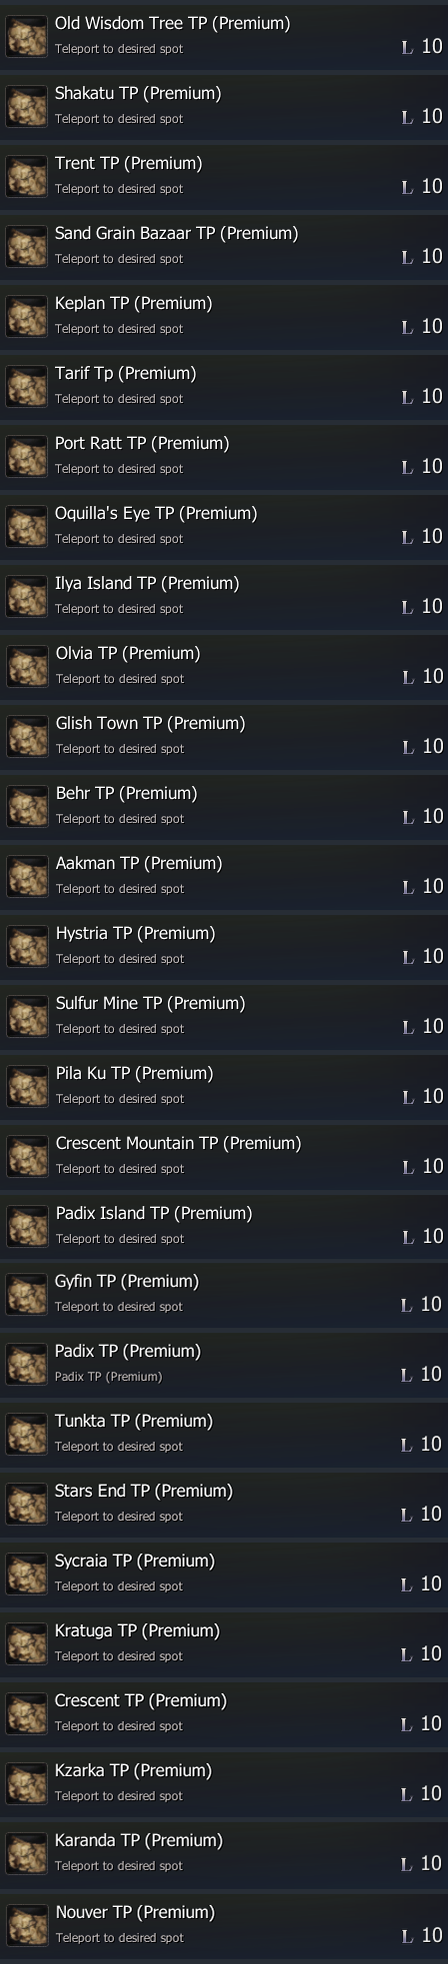 Old Wisdom Tree TP (Premium)
Teleport to desired spot
L 10
Shakatu TP (Premium)
Teleport to desired spot
L 10
Trent TP (Premium)
Teleport to desired spot
L 10
Sand Grain Bazaar TP (Premium)
Teleport to desired spot
L 10
Keplan TP (Premium)
Teleport to desired spot
L 10
Tarif Tp (Premium)
Teleport to desired spot
L 10
Port Ratt TP (Premium)
Teleport to desired spot
L 10
Oquilla's Eye TP (Premium)
Teleport to desired spot
L 10
Ilya Island TP (Premium)
Teleport to desired spot
L 10
Olvia TP (Premium)
Teleport to desired spot
L 10
Glish Town TP (Premium)
Teleport to desired spot
L 10
Behr TP (Premium)
Teleport to desired spot
L 10
Aakman TP (Premium)
Teleport to desired spot
L 10
Hystria TP (Premium)
Teleport to desired spot
L 10
Sulfur Mine TP (Premium)
Teleport to desired spot
L 10
Pila Ku TP (Premium)
Teleport to desired spot
L 10
Crescent Mountain TP (Premium)
Teleport to desired spot
L 10
Padix Island TP (Premium)
Teleport to desired spot
L 10
Gyfin TP (Premium)
Teleport to desired spot
L 10
Padix TP (Premium)
Padix TP (Premium)
L 10
Tunkta TP (Premium)
Teleport to desired spot
L 10
Stars End TP (Premium)
Teleport to desired spot
L 10
Sycraia TP (Premium)
Teleport to desired spot
L 10
Kratuga TP (Premium)
Teleport to desired spot
L 10
Crescent TP (Premium)
Teleport to desired spot
L 10
Kzarka TP (Premium)
Teleport to desired spot
L 10
Karanda TP (Premium)
Teleport to desired spot
L 10
Nouver TP (Premium)
Teleport to desired spot
L 10